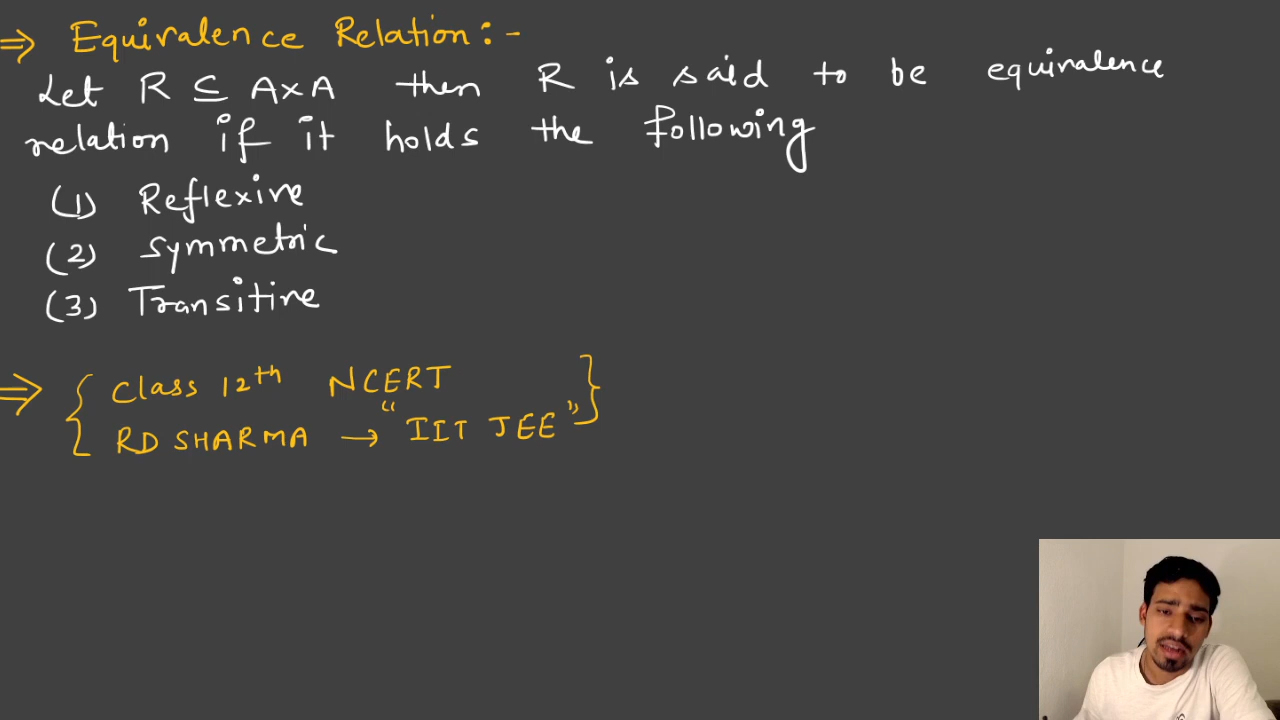 ⇒ Equivalence Relation:-
Let R ⊆ A×A then R is said to be equivalence
relation if it holds the following
(1) Reflexive
(2) Symmetric
(3) Transitive
⇒ { Class 12th NCERT
RD SHARMA → "IIT JEE" }